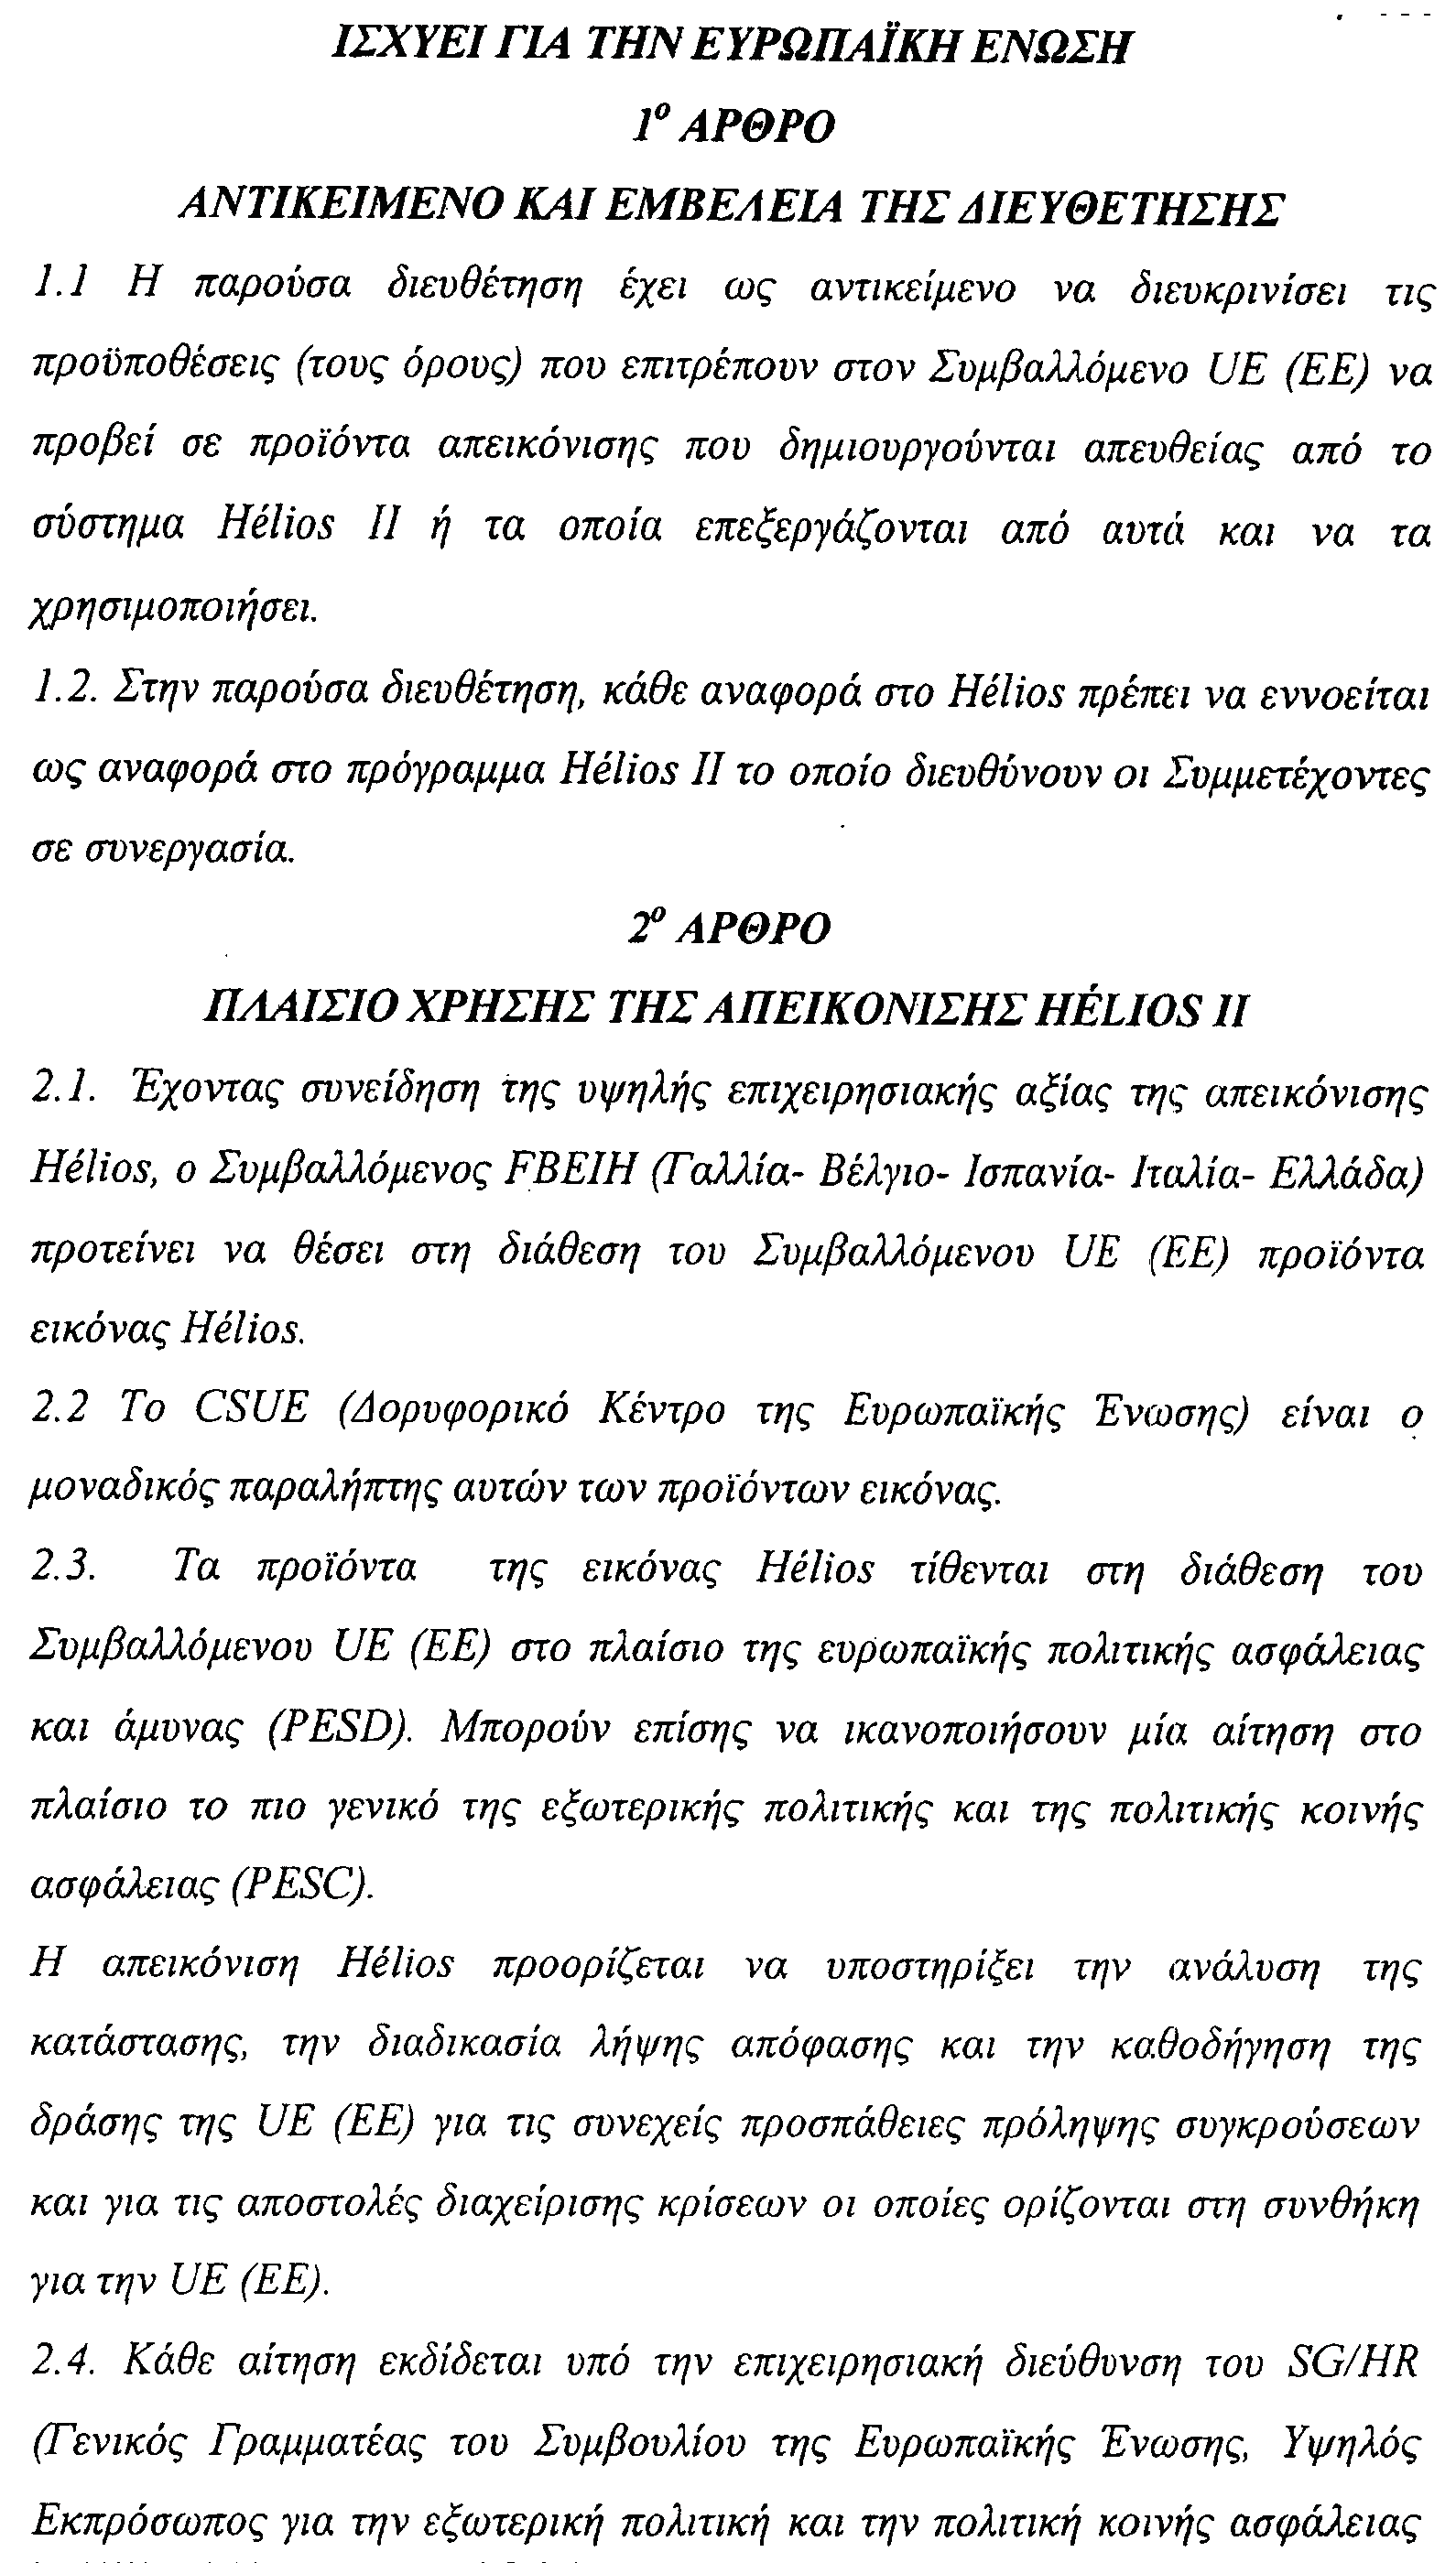 ΙΣΧΥΕΙ ΓΙΑ ΤΗΝ ΕΥΡΩΠΑΪΚΗ ΕΝΩΣΗ
1º ΑΡΘΡΟ
ΑΝΤΙΚΕΙΜΕΝΟ ΚΑΙ ΕΜΒΕΛΕΙΑ ΤΗΣ ΔΙΕΥΘΕΤΗΣΗΣ
1.1 Η παρούσα διευθέτηση έχει ως αντικείμενο να διευκρινίσει τις
προϋποθέσεις (τους όρους) που επιτρέπουν στον Συμβαλλόμενο UE (ΕΕ) να
προβεί σε προϊόντα απεικόνισης που δημιουργούνται απευθείας από το
σύστημα Hélios II ή τα οποία επεξεργάζονται από αυτά και να τα
χρησιμοποιήσει.
1.2. Στην παρούσα διευθέτηση, κάθε αναφορά στο Hélios πρέπει να εννοείται
ως αναφορά στο πρόγραμμα Hélios II το οποίο διευθύνουν οι Συμμετέχοντες
σε συνεργασία.
2º ΑΡΘΡΟ
ΠΛΑΙΣΙΟ ΧΡΗΣΗΣ ΤΗΣ ΑΠΕΙΚΟΝΙΣΗΣ HÉLIOS II
2.1. Έχοντας συνείδηση της υψηλής επιχειρησιακής αξίας της απεικόνισης
Hélios, ο Συμβαλλόμενος FBEIH (Γαλλία- Βέλγιο- Ισπανία- Ιταλία- Ελλάδα)
προτείνει να θέσει στη διάθεση του Συμβαλλόμενου UE (ΕΕ) προϊόντα
εικόνας Hélios.
2.2 Το CSUE (Δορυφορικό Κέντρο της Ευρωπαϊκής Ένωσης) είναι ο
μοναδικός παραλήπτης αυτών των προϊόντων εικόνας.
2.3. Τα προϊόντα της εικόνας Hélios τίθενται στη διάθεση του
Συμβαλλόμενου UE (ΕΕ) στο πλαίσιο της ευρωπαϊκής πολιτικής ασφάλειας
και άμυνας (PESD). Μπορούν επίσης να ικανοποιήσουν μία αίτηση στο
πλαίσιο το πιο γενικό της εξωτερικής πολιτικής και της πολιτικής κοινής
ασφάλειας (PESC).
Η απεικόνιση Hélios προορίζεται να υποστηρίξει την ανάλυση της
κατάστασης, την διαδικασία λήψης απόφασης και την καθοδήγηση της
δράσης της UE (ΕΕ) για τις συνεχείς προσπάθειες πρόληψης συγκρούσεων
και για τις αποστολές διαχείρισης κρίσεων οι οποίες ορίζονται στη συνθήκη
για την UE (ΕΕ).
2.4. Κάθε αίτηση εκδίδεται υπό την επιχειρησιακή διεύθυνση του SG/HR
(Γενικός Γραμματέας του Συμβουλίου της Ευρωπαϊκής Ένωσης, Υψηλός
Εκπρόσωπος για την εξωτερική πολιτική και την πολιτική κοινής ασφάλειας